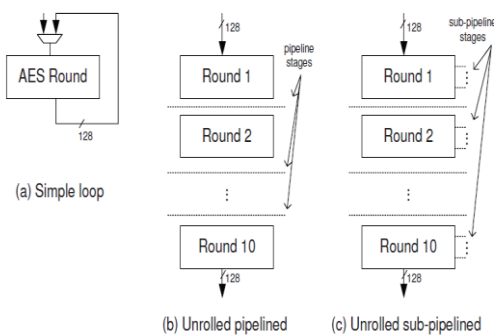 AES Round
128
(a) Simple loop
128
pipeline
stages
Round 1
Round 2
⋮
Round 10
128
(b) Unrolled pipelined
128
sub-pipeline
stages
Round 1
Round 2
⋮
Round 10
128
(c) Unrolled sub-pipelined